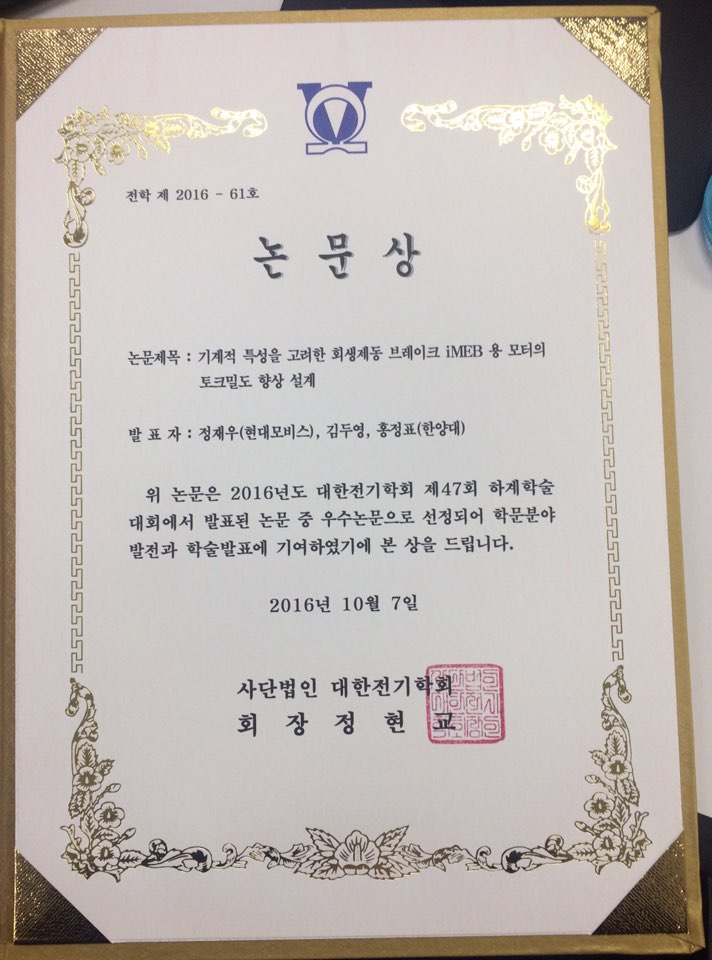 전학 제 2016 - 61호
논 문 상
논문제목 : 기계적 특성을 고려한 회생제동 브레이크 iMEB 용 모터의
토크밀도 향상 설계
발 표 자 : 정재우(현대모비스), 김두영, 홍정표(한양대)
위 논문은 2016년도 대한전기학회 제47회 하계학술
대회에서 발표된 논문 중 우수논문으로 선정되어 학문분야
발전과 학술발표에 기여하였기에 본 상을 드립니다.
2016년 10월 7일
사단법인 대한전기학회
회 장 정 현 교